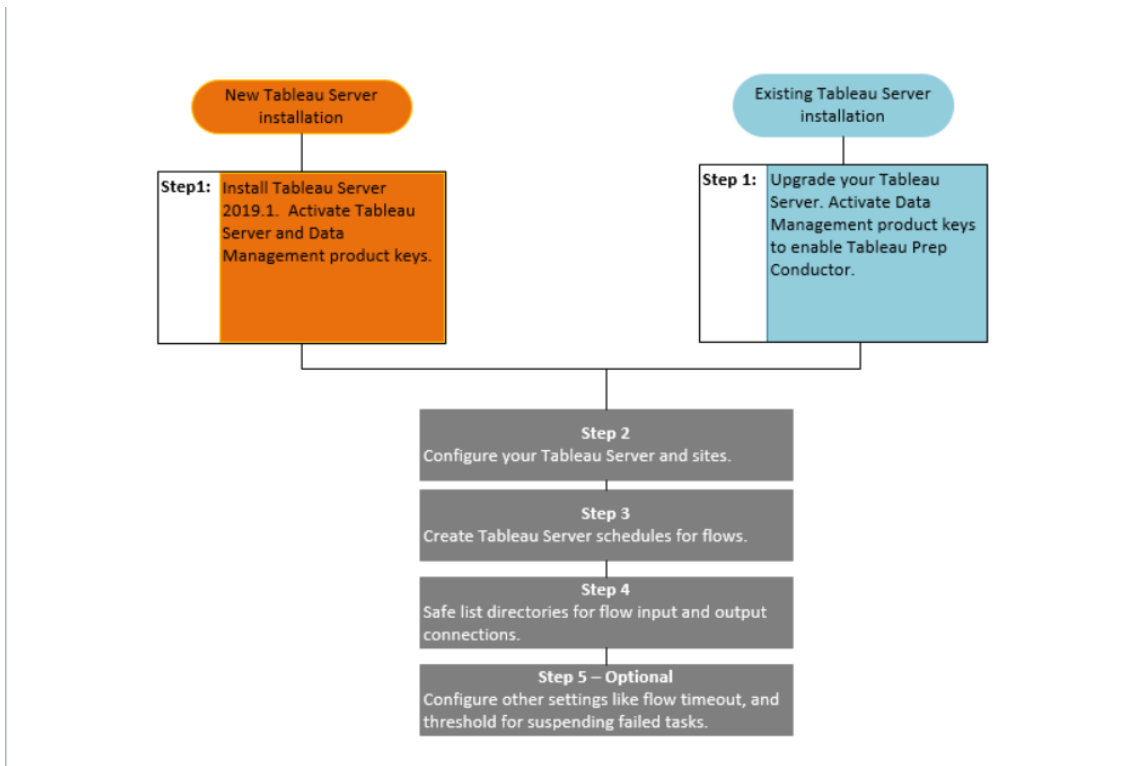 New Tableau Server
installation
Existing Tableau Server
installation
Step1:
Install Tableau Server
2019.1.  Activate Tableau
Server and Data
Management product keys.
Step 1:
Upgrade your Tableau
Server. Activate Data
Management product keys
to enable Tableau Prep
Conductor.
Step 2
Configure your Tableau Server and sites.
Step 3
Create Tableau Server schedules for flows.
Step 4
Safe list directories for flow input and output
connections.
Step 5 – Optional
Configure other settings like flow timeout, and
threshold for suspending failed tasks.